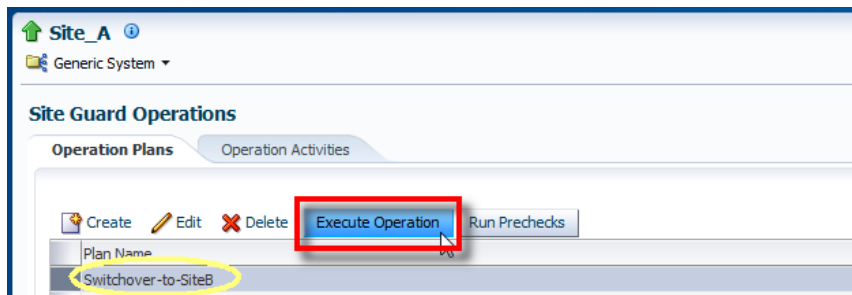 Site_A
Generic System
Site Guard Operations
Operation Plans Operation Activities
Create Edit Delete Execute Operation Run Prechecks
Plan Name
Switchover-to-SiteB